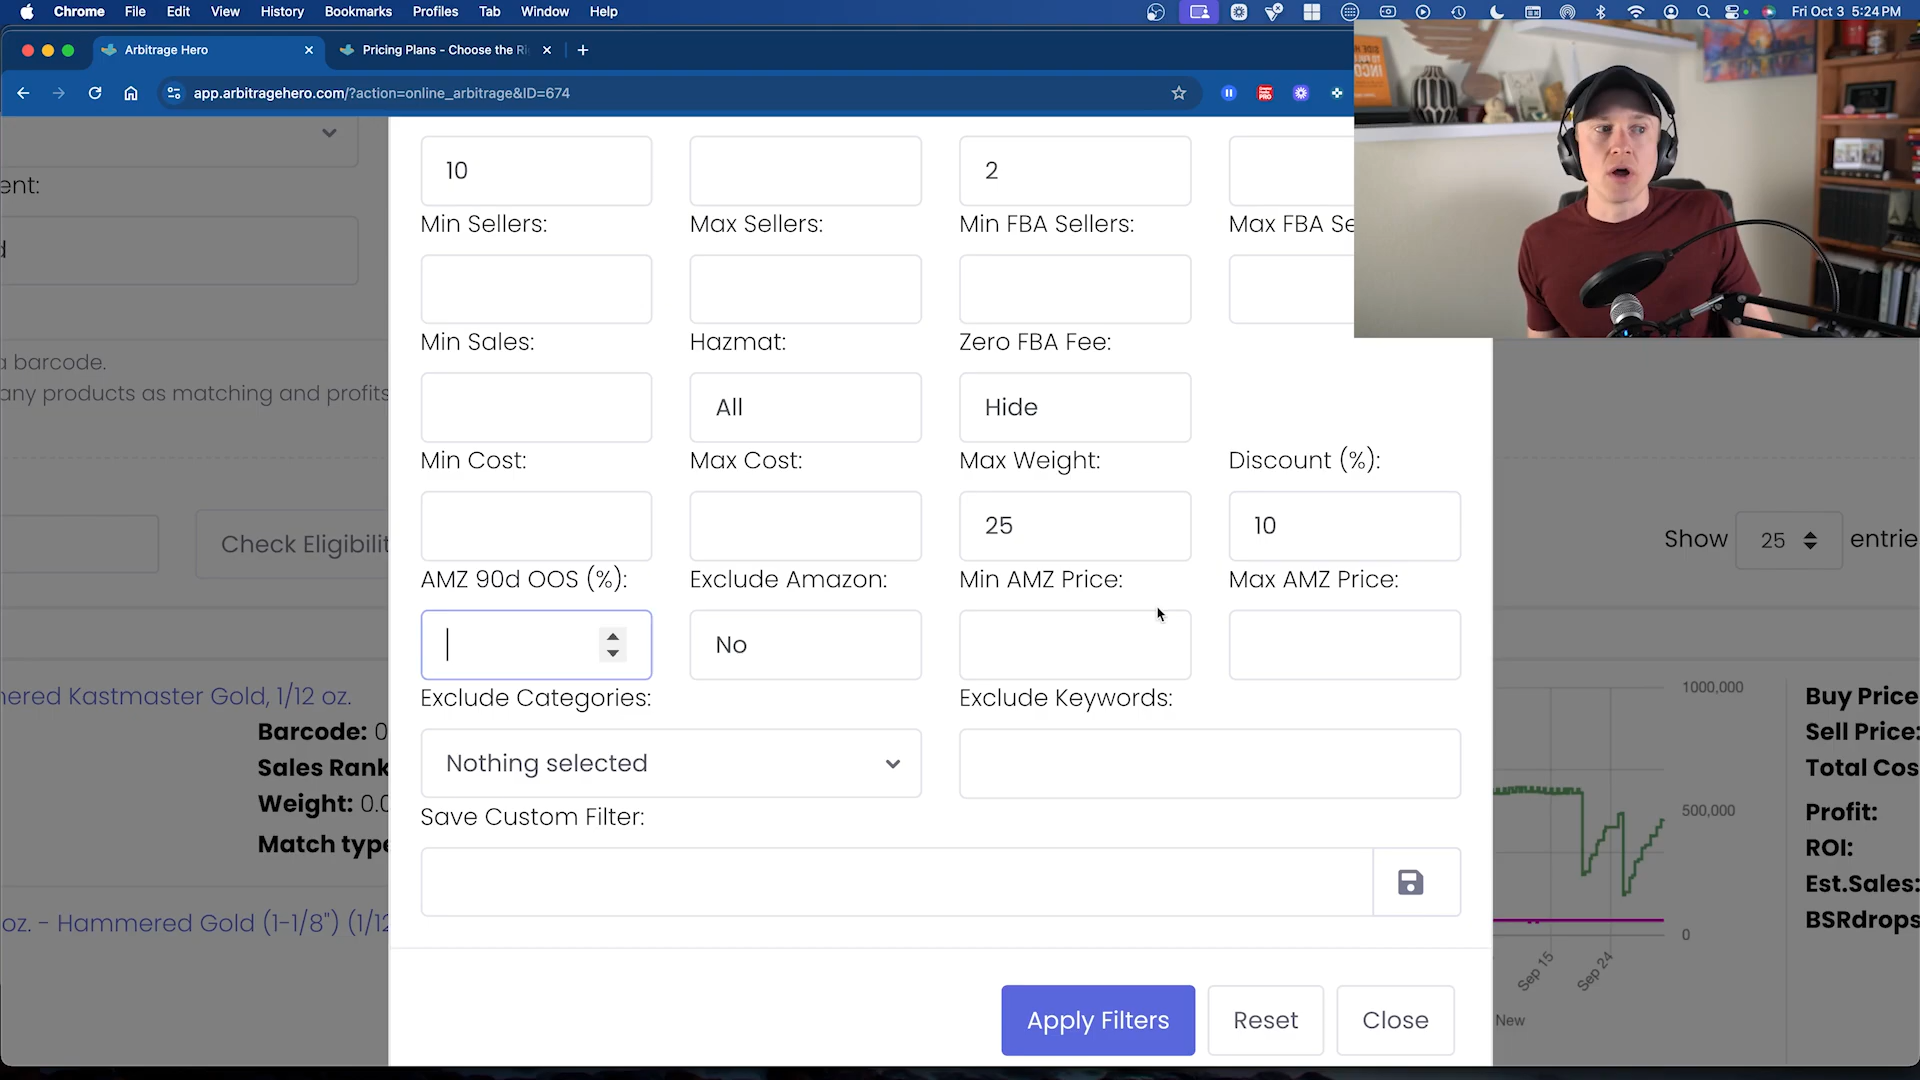 Chrome File Edit View History Bookmarks Profiles Tab Window Help Fri Oct 3 5:24 PM
Arbitrage Hero Pricing Plans - Choose the Ri
app.arbitragehero.com/?action=online_arbitrage&ID=674
10 2
ent:
Min Sellers: Max Sellers: Min FBA Sellers: Max FBA Se
d
Min Sales: Hazmat: Zero FBA Fee:
a barcode.
any products as matching and profits
All Hide
Min Cost: Max Cost: Max Weight: Discount (%):
25 10
Check Eligibilit
Show 25 entrie
AMZ 90d OOS (%): Exclude Amazon: Min AMZ Price: Max AMZ Price:
No
Exclude Categories: Exclude Keywords:
nered Kastmaster Gold, 1/12 oz.
Barcode: 0
Sales Rank
Weight: 0.0
Match type
Nothing selected
Save Custom Filter:
oz. - Hammered Gold (1-1/8") (1/12
1000,000
500,000
0
Sep 15 Sep 24
New
Buy Price
Sell Price:
Total Cos
Profit:
ROI:
Est.Sales:
BSRdrops
Apply Filters Reset Close